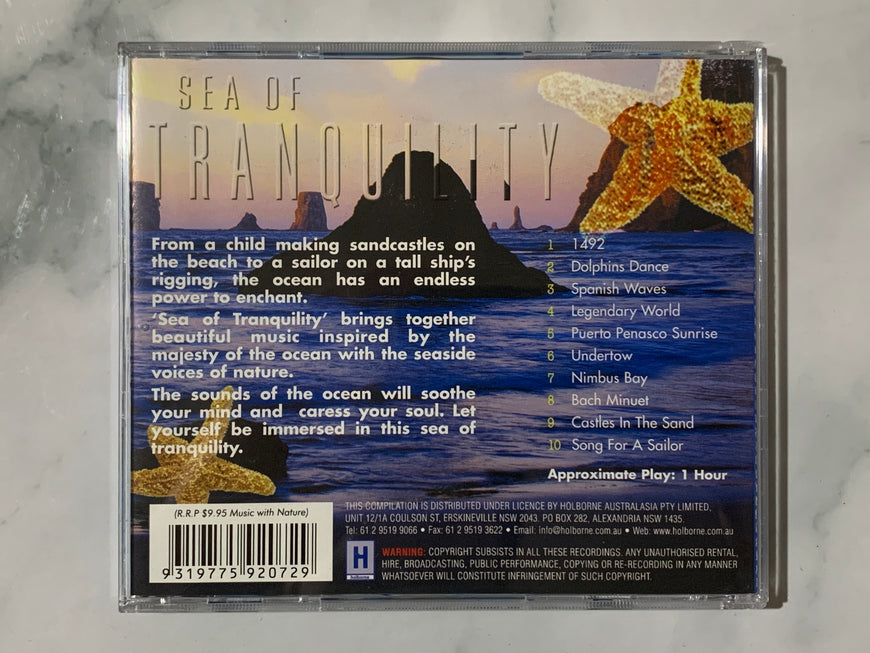 SEA OF
TRANQUILITY
From a child making sandcastles on
the beach to a sailor on a tall ship's
rigging, the ocean has an endless
power to enchant.
'Sea of Tranquility' brings together
beautiful music inspired by the
majesty of the ocean with the seaside
voices of nature.
The sounds of the ocean will soothe
your mind and caress your soul. Let
yourself be immersed in this sea of
tranquility.
1 1492
2 Dolphins Dance
3 Spanish Waves
4 Legendary World
5 Puerto Penasco Sunrise
6 Undertow
7 Nimbus Bay
8 Bach Minuet
9 Castles In The Sand
10 Song For A Sailor
Approximate Play: 1 Hour
(R.R.P $9.95 Music with Nature)
9 319775 920729
H
holborne
THIS COMPILATION IS DISTRIBUTED UNDER LICENCE BY HOLBORNE AUSTRALASIA PTY LIMITED,
UNIT 12/1A COULSON ST, ERSKINEVILLE NSW 2043. PO BOX 282, ALEXANDRIA NSW 1435.
Tel: 61 2 9519 9066 • Fax: 61 2 9519 3622 • Email: info@holborne.com.au • Web: www.holborne.com.au
WARNING: COPYRIGHT SUBSISTS IN ALL THESE RECORDINGS. ANY UNAUTHORISED RENTAL,
HIRE, BROADCASTING, PUBLIC PERFORMANCE, COPYING OR RE-RECORDING IN ANY MANNER
WHATSOEVER WILL CONSTITUTE INFRINGEMENT OF SUCH COPYRIGHT.